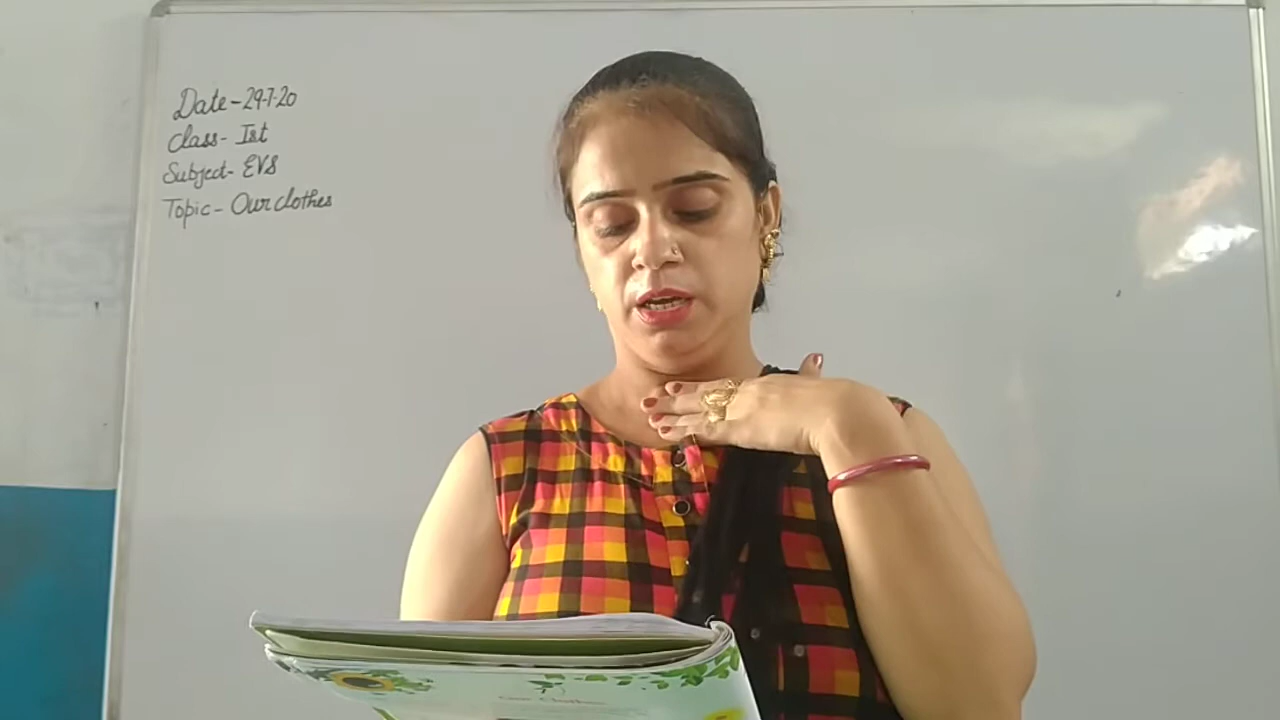 Date - 29-7-20
Class - Ist
Subject - EVS
Topic - Our clothes